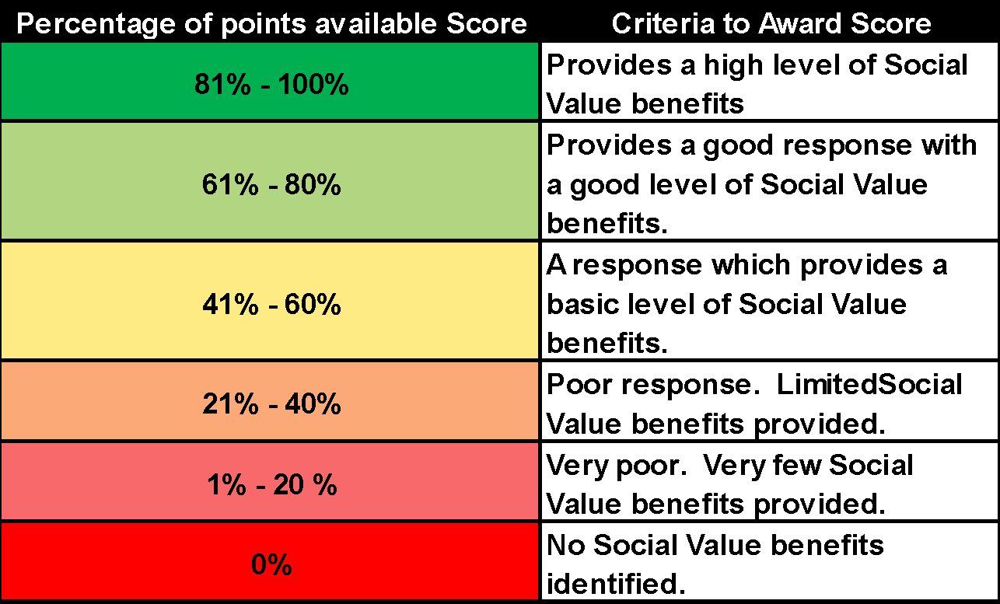 Percentage of points available Score
Criteria to Award Score
81% - 100%
Provides a high level of Social
Value benefits
61% - 80%
Provides a good response with
a good level of Social Value
benefits.
41% - 60%
A response which provides a
basic level of Social Value
benefits.
21% - 40%
Poor response.  LimitedSocial
Value benefits provided.
1% - 20 %
Very poor.  Very few Social
Value benefits provided.
0%
No Social Value benefits
identified.